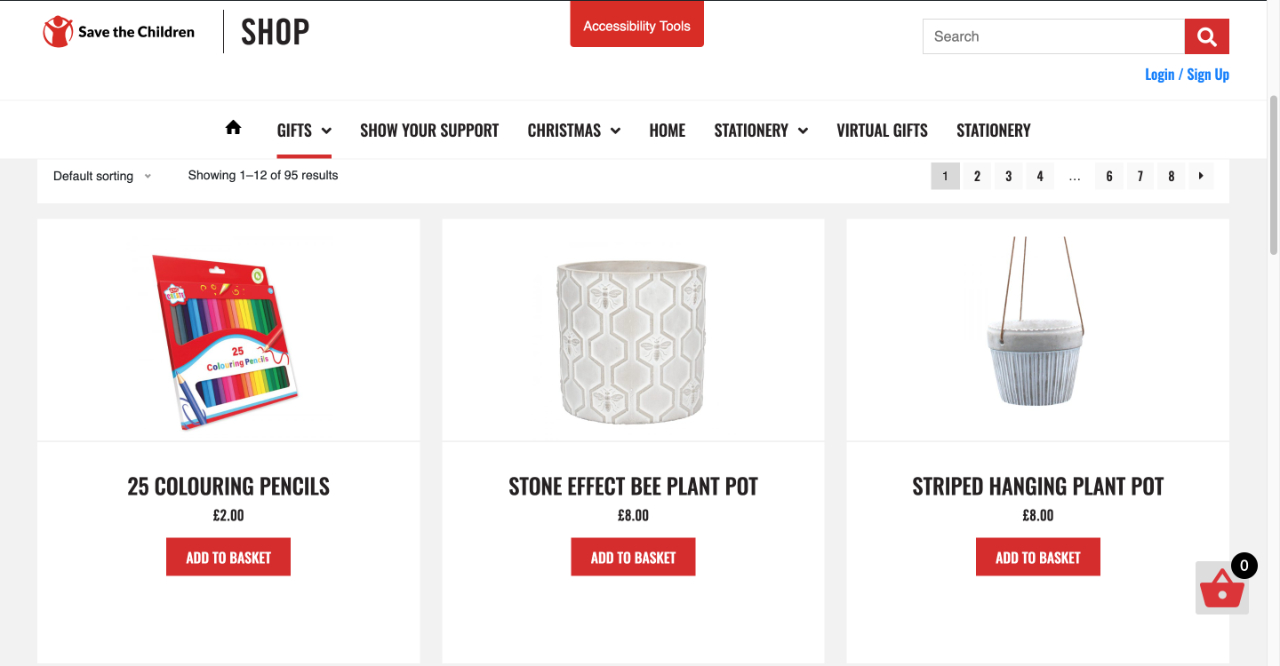 Save the Children
SHOP
Accessibility Tools
Search
Login / Sign Up
GIFTS
SHOW YOUR SUPPORT
CHRISTMAS
HOME
STATIONERY
VIRTUAL GIFTS
STATIONERY
Default sorting
Showing 1–12 of 95 results
1 2 3 4 ... 6 7 8
25
Colouring Pencils
25 COLOURING PENCILS
£2.00
ADD TO BASKET
STONE EFFECT BEE PLANT POT
£8.00
ADD TO BASKET
STRIPED HANGING PLANT POT
£8.00
ADD TO BASKET
0